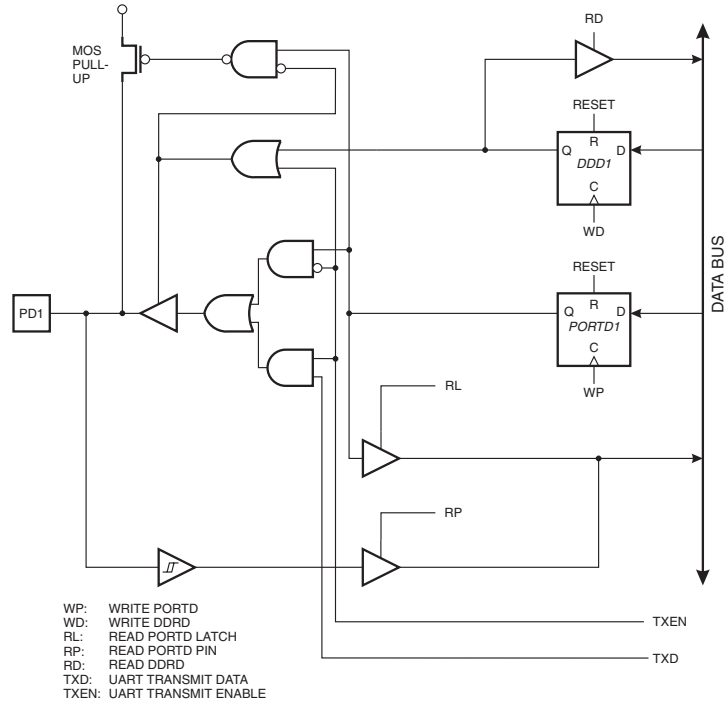 RD
MOS
PULL-
UP
RESET
R
Q
D
DDD1
C
WD
RESET
R
Q
D
PORTD1
C
WP
PD1
DATA BUS
RL
RP
WP: WRITE PORTD
WD: WRITE DDRD
RL: READ PORTD LATCH
RP: READ PORTD PIN
RD: READ DDRD
TXD: UART TRANSMIT DATA
TXEN: UART TRANSMIT ENABLE
TXEN
TXD